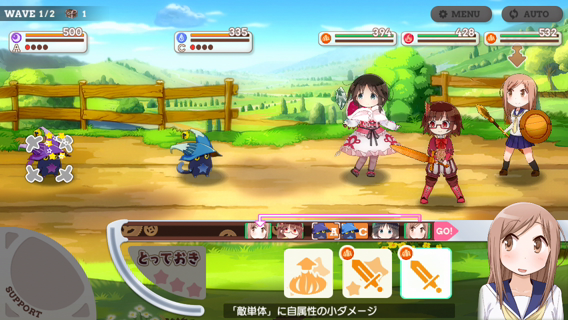 WAVE 1/2 1
MENU
AUTO
500
A
335
C
394
428
532
A
C
GO!
とっておき
SUPPORT
「敵単体」に自属性の小ダメージ